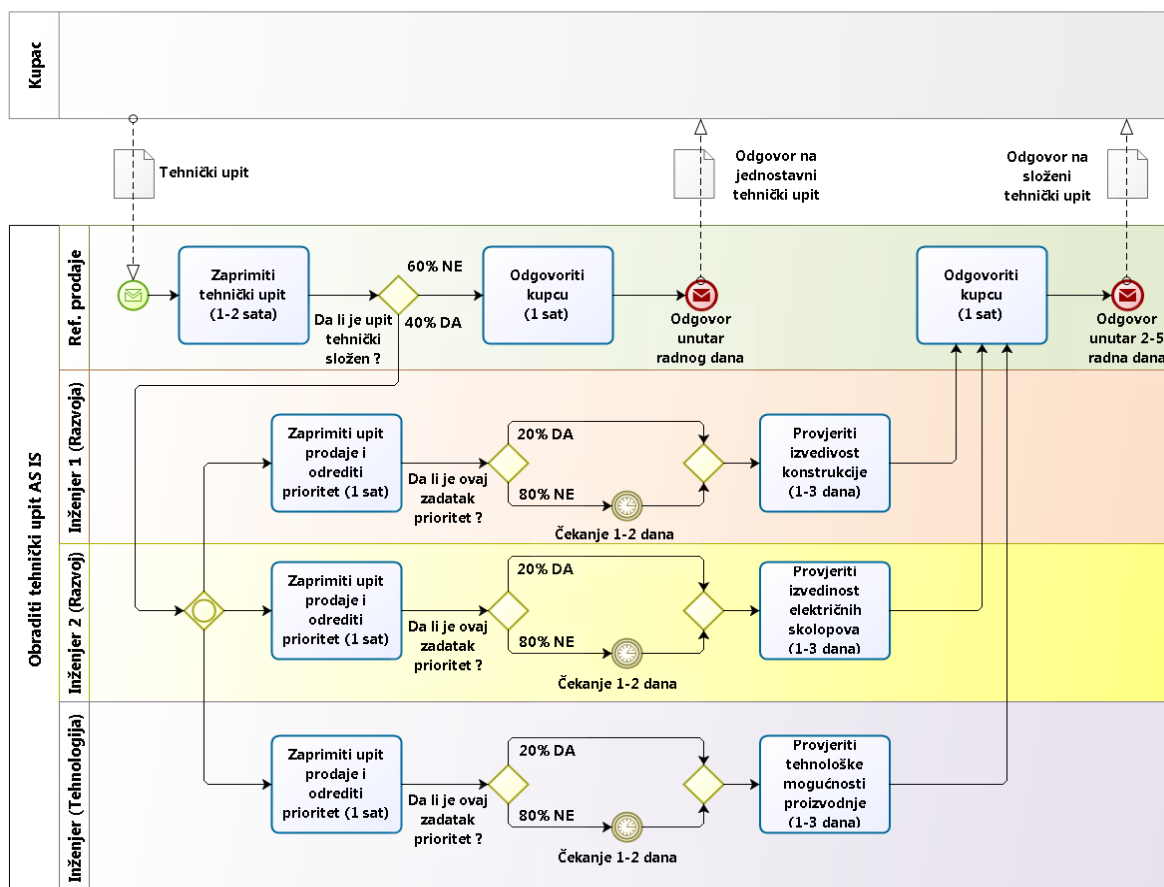 Kupac
Tehnički upit
Odgovor na
jednostavni
tehnički upit
Odgovor na
složeni
tehnički upit
Obraditi tehnički upit AS IS
Ref. prodaje
Zaprimiti
tehnički upit
(1-2 sata)
60% NE
40% DA
Da li je upit
tehnički
složen ?
Odgovoriti
kupcu
(1 sat)
Odgovor
unutar
radnog dana
Odgovoriti
kupcu
(1 sat)
Odgovor
unutar 2-5
radna dana
Inženjer 1 (Razvoja)
Zaprimiti upit
prodaje i
odrediti
prioritet (1 sat)
Da li je ovaj
zadatak
prioritet ?
20% DA
80% NE
Čekanje 1-2 dana
Provjeriti
izvedivost
konstrukcije
(1-3 dana)
Inženjer 2 (Razvoj)
Zaprimiti upit
prodaje i
odrediti
prioritet (1 sat)
Da li je ovaj
zadatak
prioritet ?
20% DA
80% NE
Čekanje 1-2 dana
Provjeriti
izvedinost
električnih
skolopova
(1-3 dana)
Inženjer (Tehnologija)
Zaprimiti upit
prodaje i
odrediti
prioritet (1 sat)
Da li je ovaj
zadatak
prioritet ?
20% DA
80% NE
Čekanje 1-2 dana
Provjeriti
tehnološke
mogućnosti
proizvodnje
(1-3 dana)